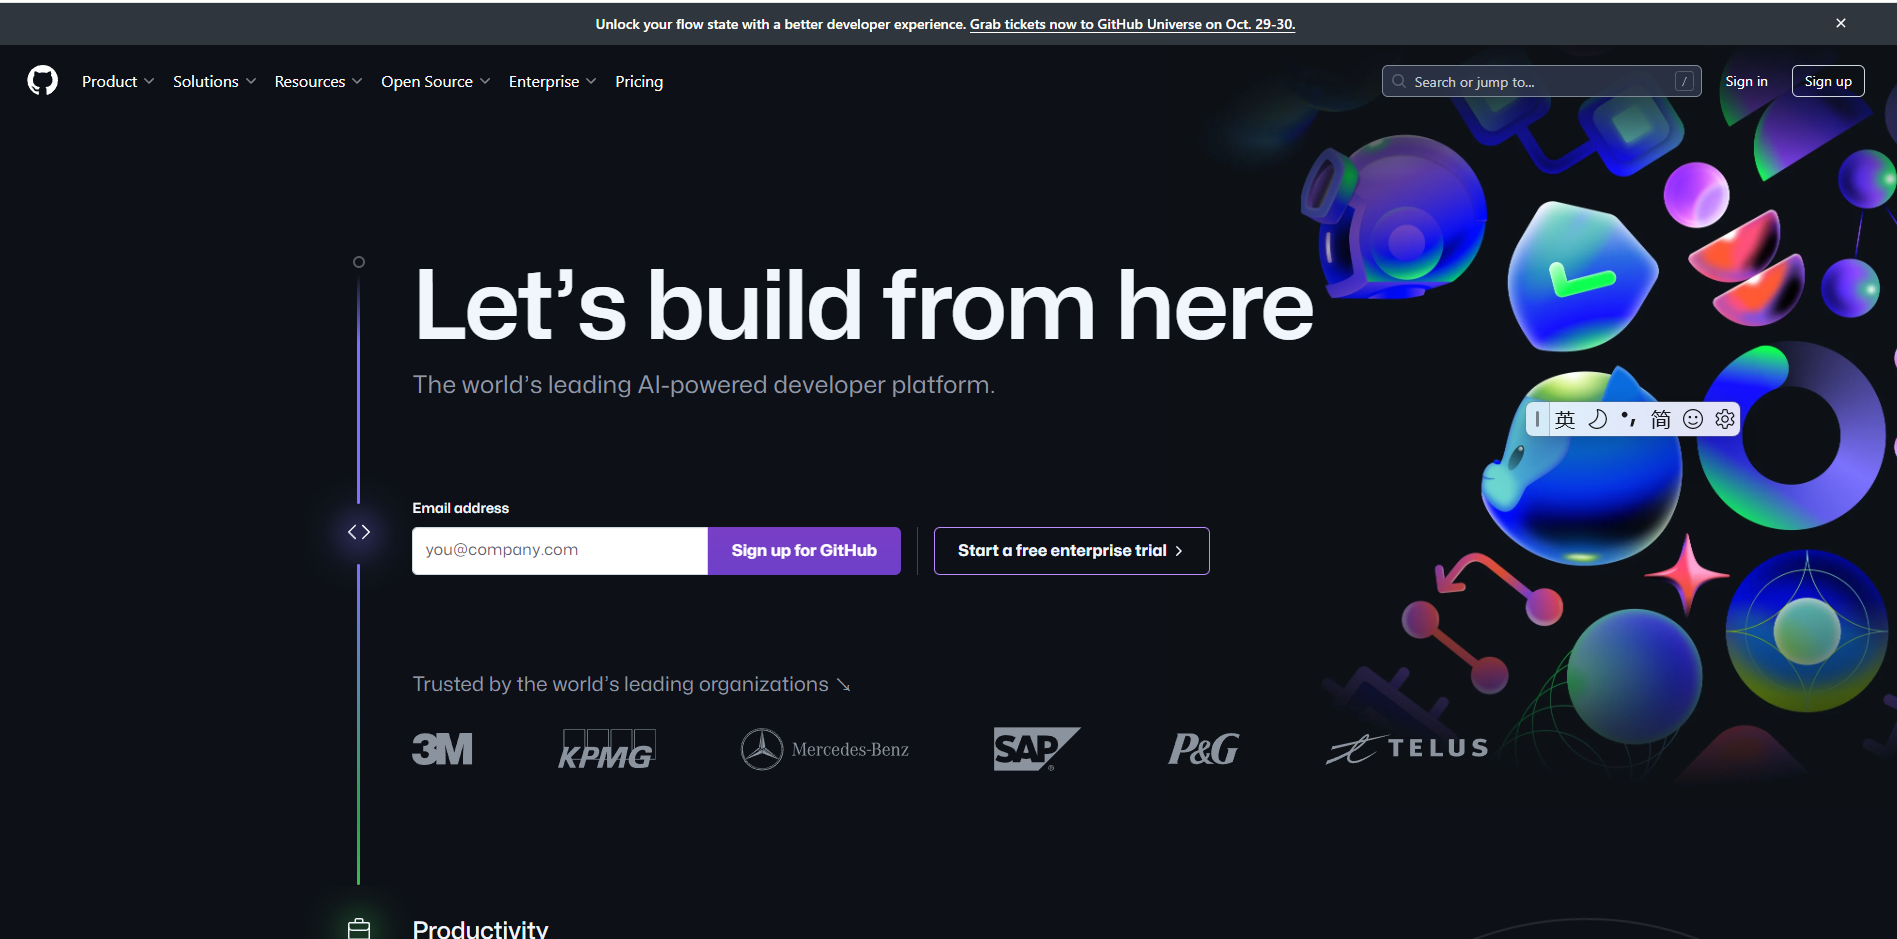 Unlock your flow state with a better developer experience. Grab tickets now to GitHub Universe on Oct. 29-30.
Product Solutions Resources Open Source Enterprise Pricing Search or jump to... / Sign in Sign up
Let’s build from here
The world’s leading AI-powered developer platform.
英 简
Email address
you@company.com Sign up for GitHub Start a free enterprise trial
Trusted by the world’s leading organizations
3M KPMG Mercedes-Benz SAP® P&G TELUS
Productivity